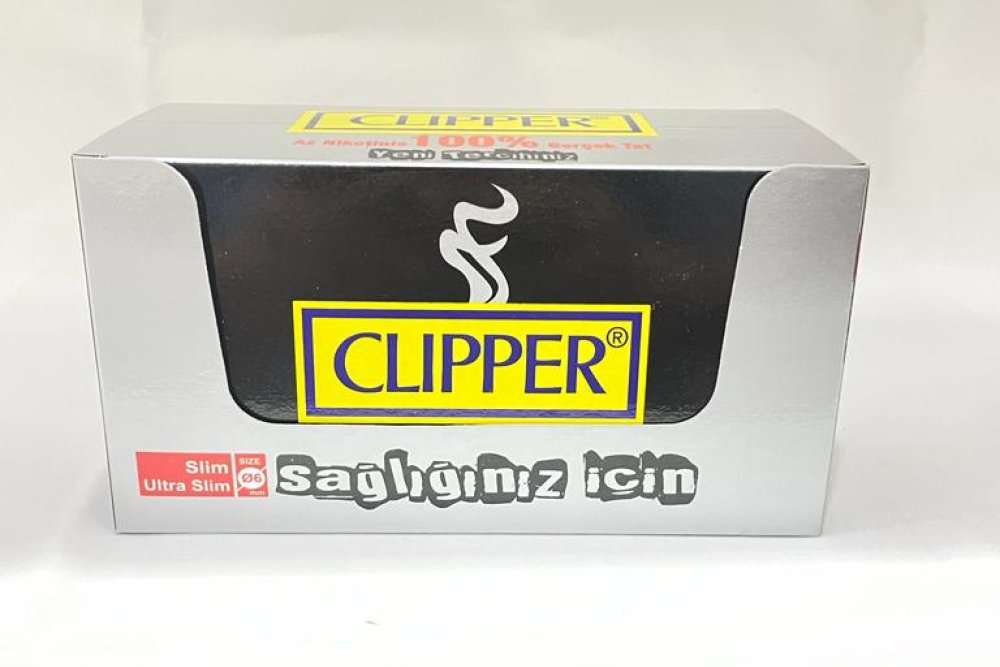 CLIPPER
Az Nikotinle 100% Gerçek Tat
Yeni Tercihiniz
CLIPPER®
Slim
Ultra Slim
SIZE
Ø6
mm
Sağlığınız için